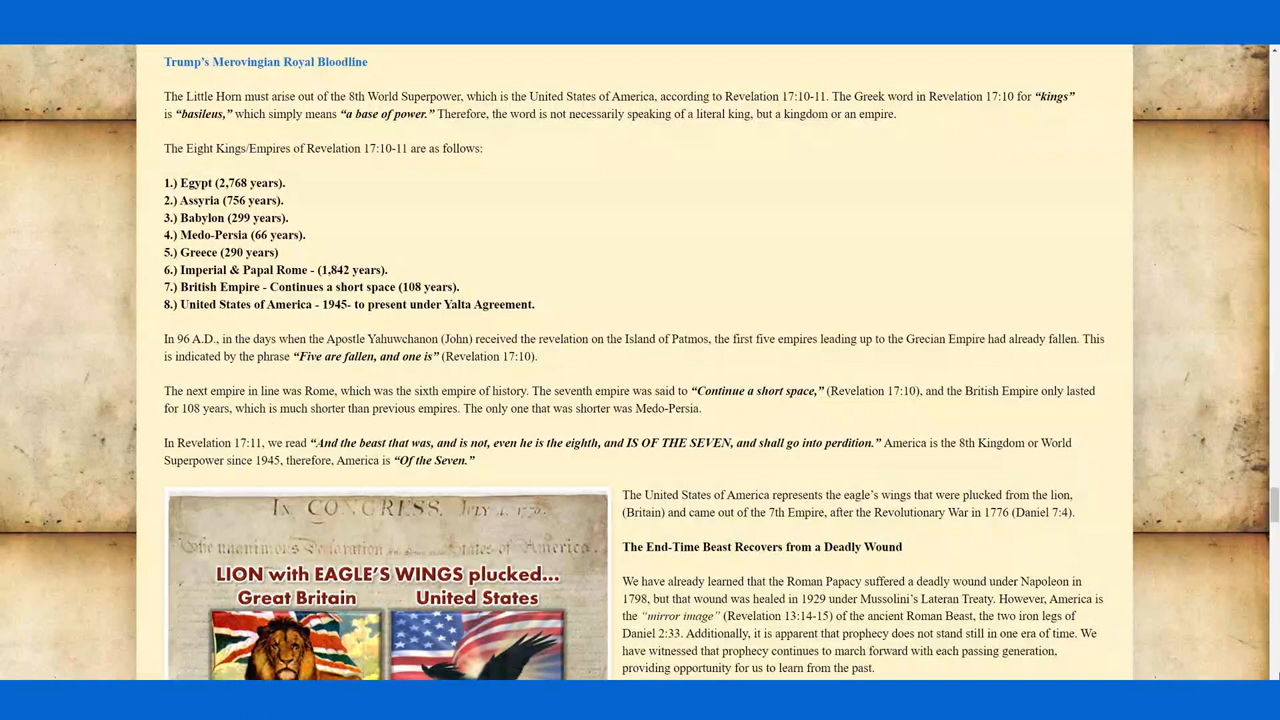 Trump's Merovingian Royal Bloodline
The Little Horn must arise out of the 8th World Superpower, which is the United States of America, according to Revelation 17:10-11. The Greek word in Revelation 17:10 for "kings"
is "basileus," which simply means "a base of power." Therefore, the word is not necessarily speaking of a literal king, but a kingdom or an empire.
The Eight Kings/Empires of Revelation 17:10-11 are as follows:
1.) Egypt (2,768 years).
2.) Assyria (756 years).
3.) Babylon (299 years).
4.) Medo-Persia (66 years).
5.) Greece (290 years)
6.) Imperial & Papal Rome - (1,842 years).
7.) British Empire - Continues a short space (108 years).
8.) United States of America - 1945- to present under Yalta Agreement.
In 96 A.D., in the days when the Apostle Yahuwchanon (John) received the revelation on the Island of Patmos, the first five empires leading up to the Grecian Empire had already fallen. This
is indicated by the phrase "Five are fallen, and one is" (Revelation 17:10).
The next empire in line was Rome, which was the sixth empire of history. The seventh empire was said to "Continue a short space," (Revelation 17:10), and the British Empire only lasted
for 108 years, which is much shorter than previous empires. The only one that was shorter was Medo-Persia.
In Revelation 17:11, we read "And the beast that was, and is not, even he is the eighth, and IS OF THE SEVEN, and shall go into perdition." America is the 8th Kingdom or World
Superpower since 1945, therefore, America is "Of the Seven."
IN CONGRESS, JULY 4, 1776.
The unanimous Declaration States of America.
LION with EAGLE'S WINGS plucked...
Great Britain United States
The United States of America represents the eagle's wings that were plucked from the lion,
(Britain) and came out of the 7th Empire, after the Revolutionary War in 1776 (Daniel 7:4).
The End-Time Beast Recovers from a Deadly Wound
We have already learned that the Roman Papacy suffered a deadly wound under Napoleon in
1798, but that wound was healed in 1929 under Mussolini's Lateran Treaty. However, America is
the "mirror image" (Revelation 13:14-15) of the ancient Roman Beast, the two iron legs of
Daniel 2:33. Additionally, it is apparent that prophecy does not stand still in one era of time. We
have witnessed that prophecy continues to march forward with each passing generation,
providing opportunity for us to learn from the past.